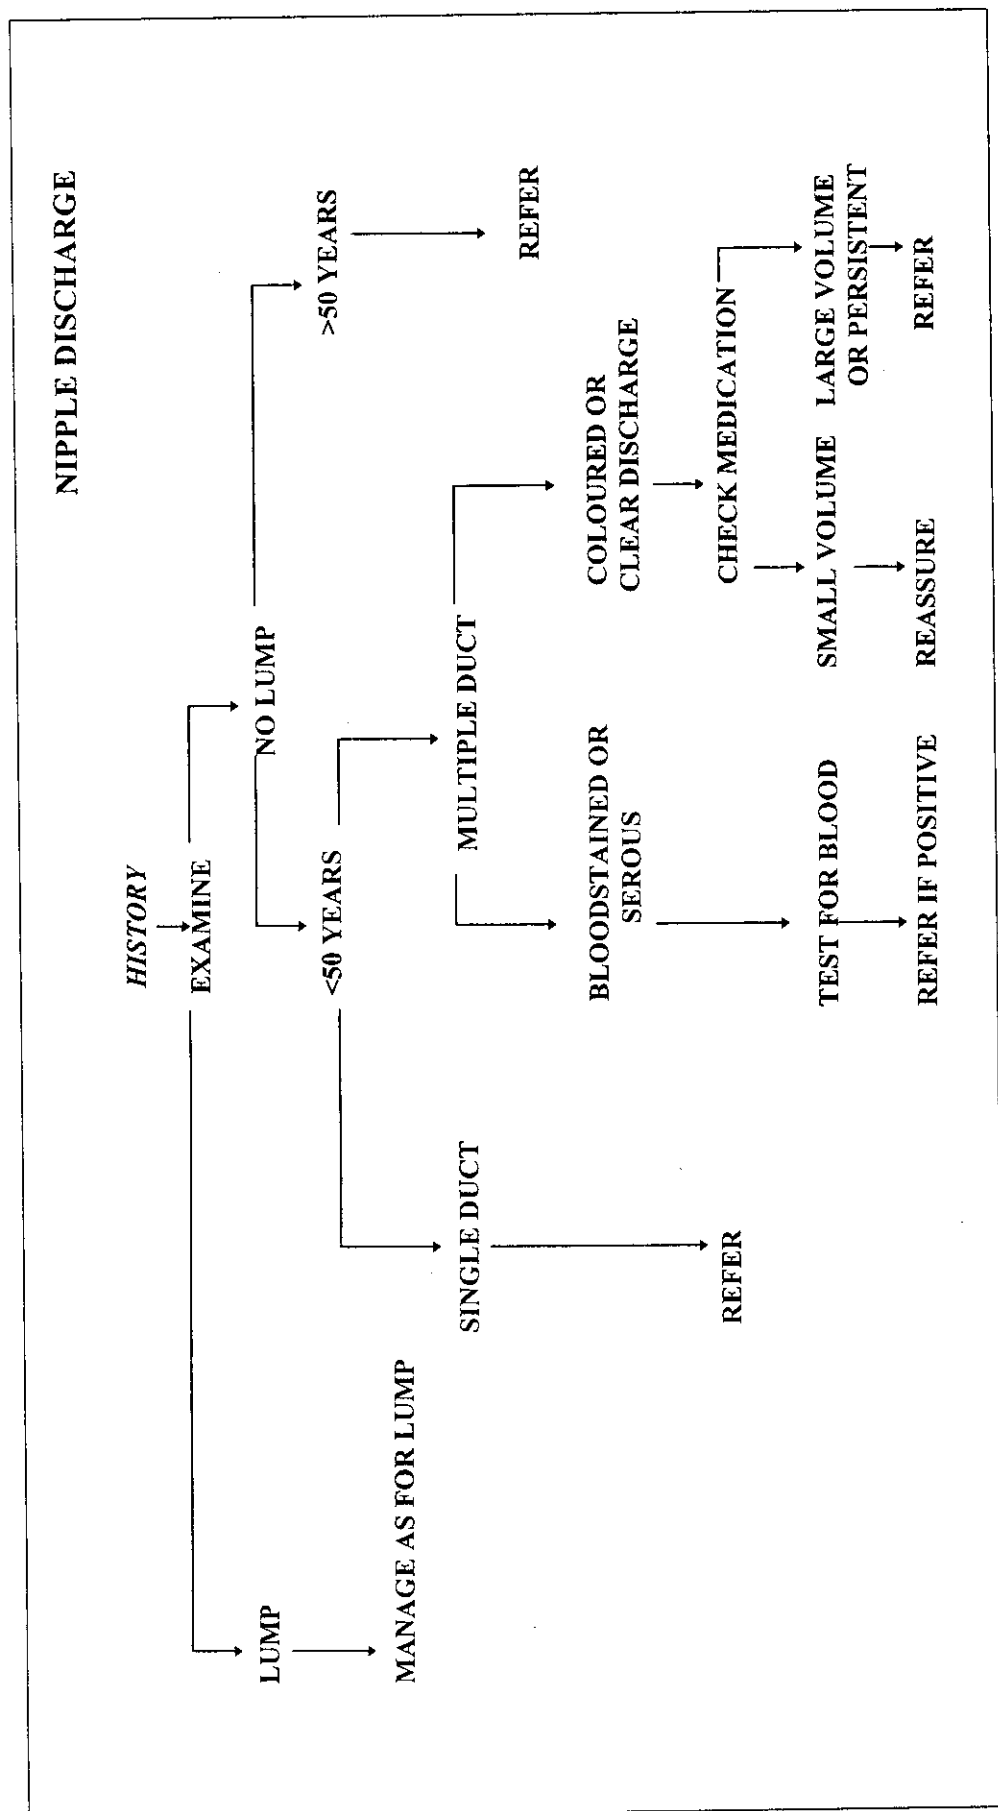 NIPPLE DISCHARGE
HISTORY
EXAMINE
LUMP
NO LUMP
MANAGE AS FOR LUMP
<50 YEARS
>50 YEARS
REFER
SINGLE DUCT
MULTIPLE DUCT
REFER
BLOODSTAINED OR
SEROUS
COLOURED OR
CLEAR DISCHARGE
TEST FOR BLOOD
REFER IF POSITIVE
CHECK MEDICATION
SMALL VOLUME
REASSURE
LARGE VOLUME
OR PERSISTENT
REFER